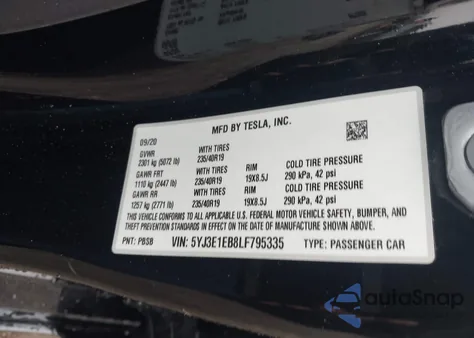 MFD BY TESLA, INC.
09/20
GVWR WITH TIRES
2301 kg (5072 lb) 235/40R19
GAWR FRT WITH TIRES RIM COLD TIRE PRESSURE
1110 kg (2447 lb) 235/40R19 19X8.5J 290 kPa, 42 psi
GAWR RR WITH TIRES RIM COLD TIRE PRESSURE
1257 kg (2771 lb) 235/40R19 19X8.5J 290 kPa, 42 psi
THIS VEHICLE CONFORMS TO ALL APPLICABLE U.S. FEDERAL MOTOR VEHICLE SAFETY, BUMPER, AND
THEFT PREVENTION STANDARDS IN EFFECT ON THE DATE OF MANUFACTURE SHOWN ABOVE.
PNT: PBSB VIN: 5YJ3E1EB8LF795335 TYPE: PASSENGER CAR
autoSnap